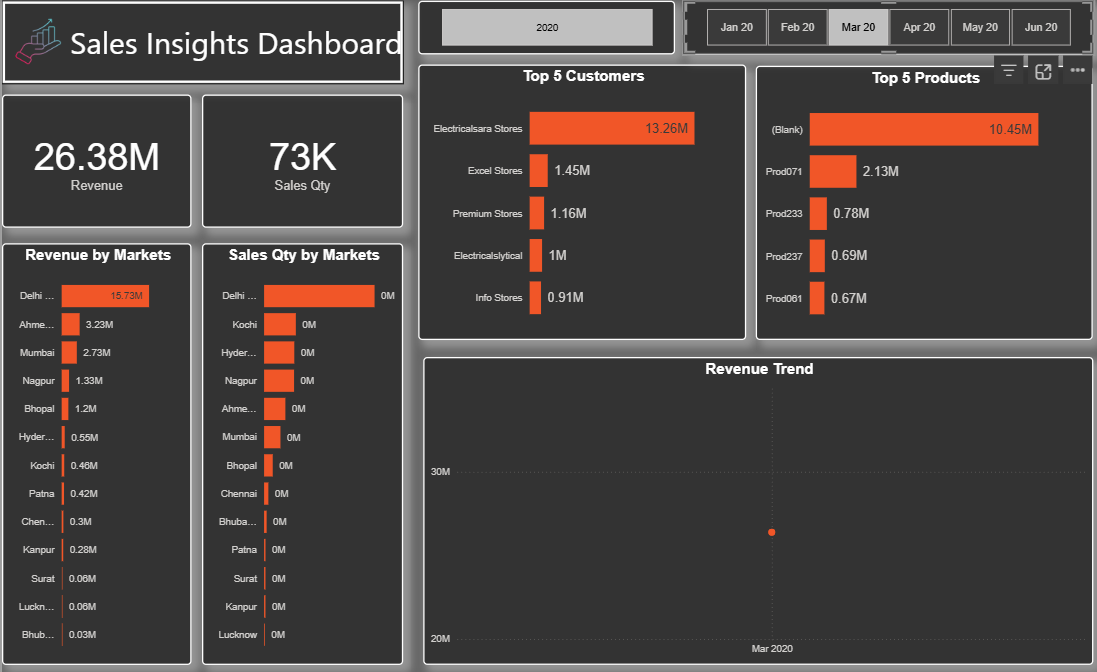 Sales Insights Dashboard
2020
Jan 20
Feb 20
Mar 20
Apr 20
May 20
Jun 20
26.38M
Revenue
73K
Sales Qty
Top 5 Customers
Electricalsara Stores 13.26M
Excel Stores 1.45M
Premium Stores 1.16M
Electricalslytical 1M
Info Stores 0.91M
Top 5 Products
(Blank) 10.45M
Prod071 2.13M
Prod233 0.78M
Prod237 0.69M
Prod061 0.67M
Revenue by Markets
Delhi ... 15.73M
Ahme... 3.23M
Mumbai 2.73M
Nagpur 1.33M
Bhopal 1.2M
Hyder... 0.55M
Kochi 0.46M
Patna 0.42M
Chen... 0.3M
Kanpur 0.28M
Surat 0.06M
Luckn... 0.06M
Bhub... 0.03M
Sales Qty by Markets
Delhi ... 0M
Kochi 0M
Hyder... 0M
Nagpur 0M
Ahme... 0M
Mumbai 0M
Bhopal 0M
Chennai 0M
Bhuba... 0M
Patna 0M
Surat 0M
Kanpur 0M
Lucknow 0M
Revenue Trend
30M
20M
Mar 2020